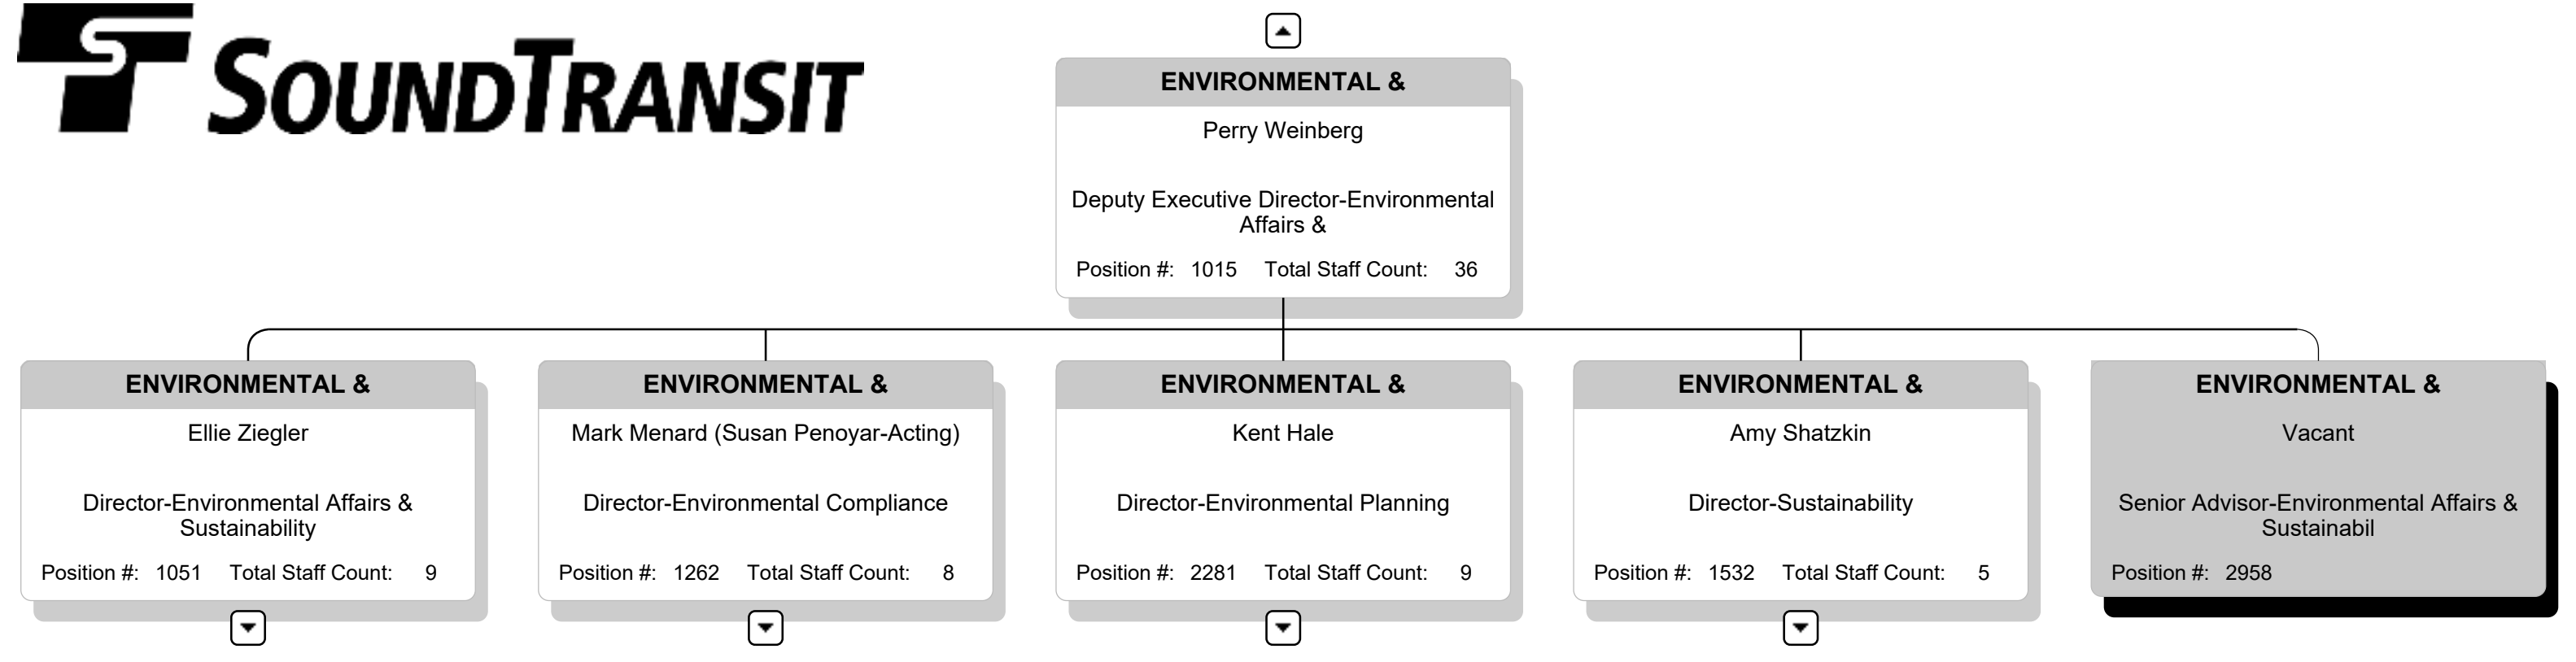 SOUNDTRANSIT
ENVIRONMENTAL &
Perry Weinberg
Deputy Executive Director-Environmental
Affairs &
Position #: 1015 Total Staff Count: 36
ENVIRONMENTAL &
Ellie Ziegler
Director-Environmental Affairs &
Sustainability
Position #: 1051 Total Staff Count: 9
ENVIRONMENTAL &
Mark Menard (Susan Penoyar-Acting)
Director-Environmental Compliance
Position #: 1262 Total Staff Count: 8
ENVIRONMENTAL &
Kent Hale
Director-Environmental Planning
Position #: 2281 Total Staff Count: 9
ENVIRONMENTAL &
Amy Shatzkin
Director-Sustainability
Position #: 1532 Total Staff Count: 5
ENVIRONMENTAL &
Vacant
Senior Advisor-Environmental Affairs &
Sustainabil
Position #: 2958